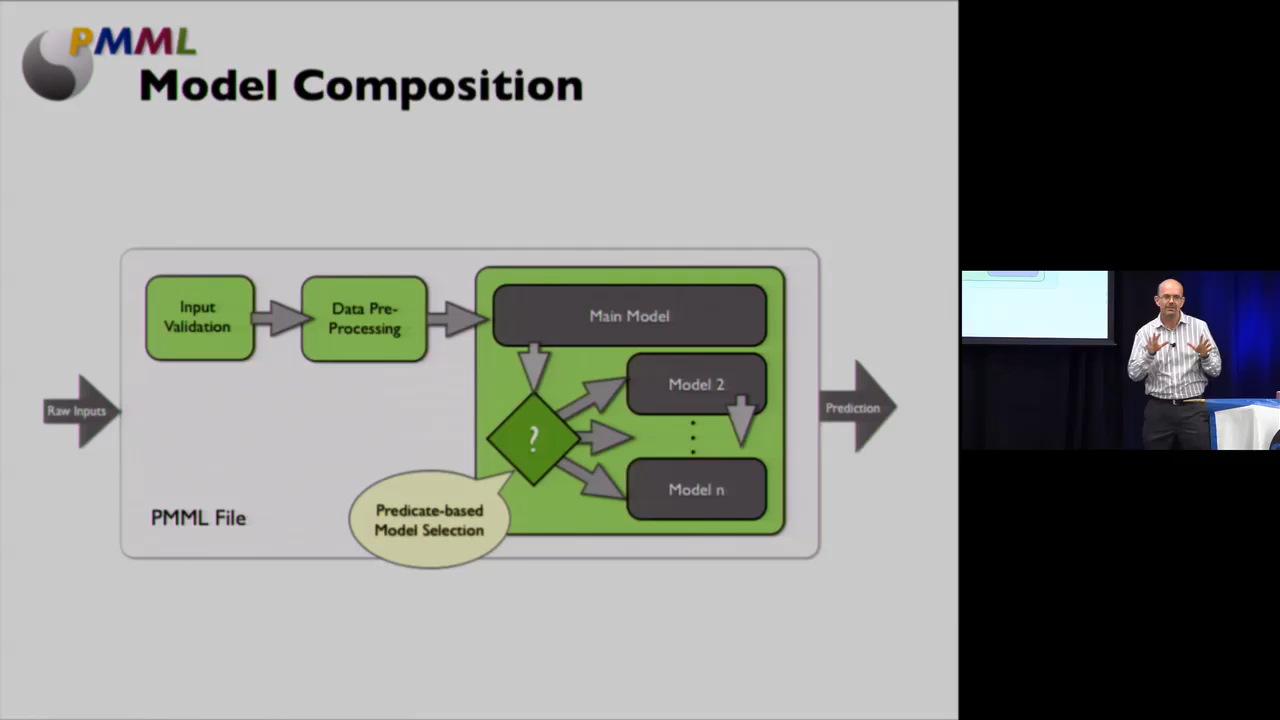 PMML
Model Composition
Input
Validation
Data Pre-
Processing
Main Model
Model 2
Raw Inputs
?
Prediction
Model n
Predicate-based
Model Selection
PMML File